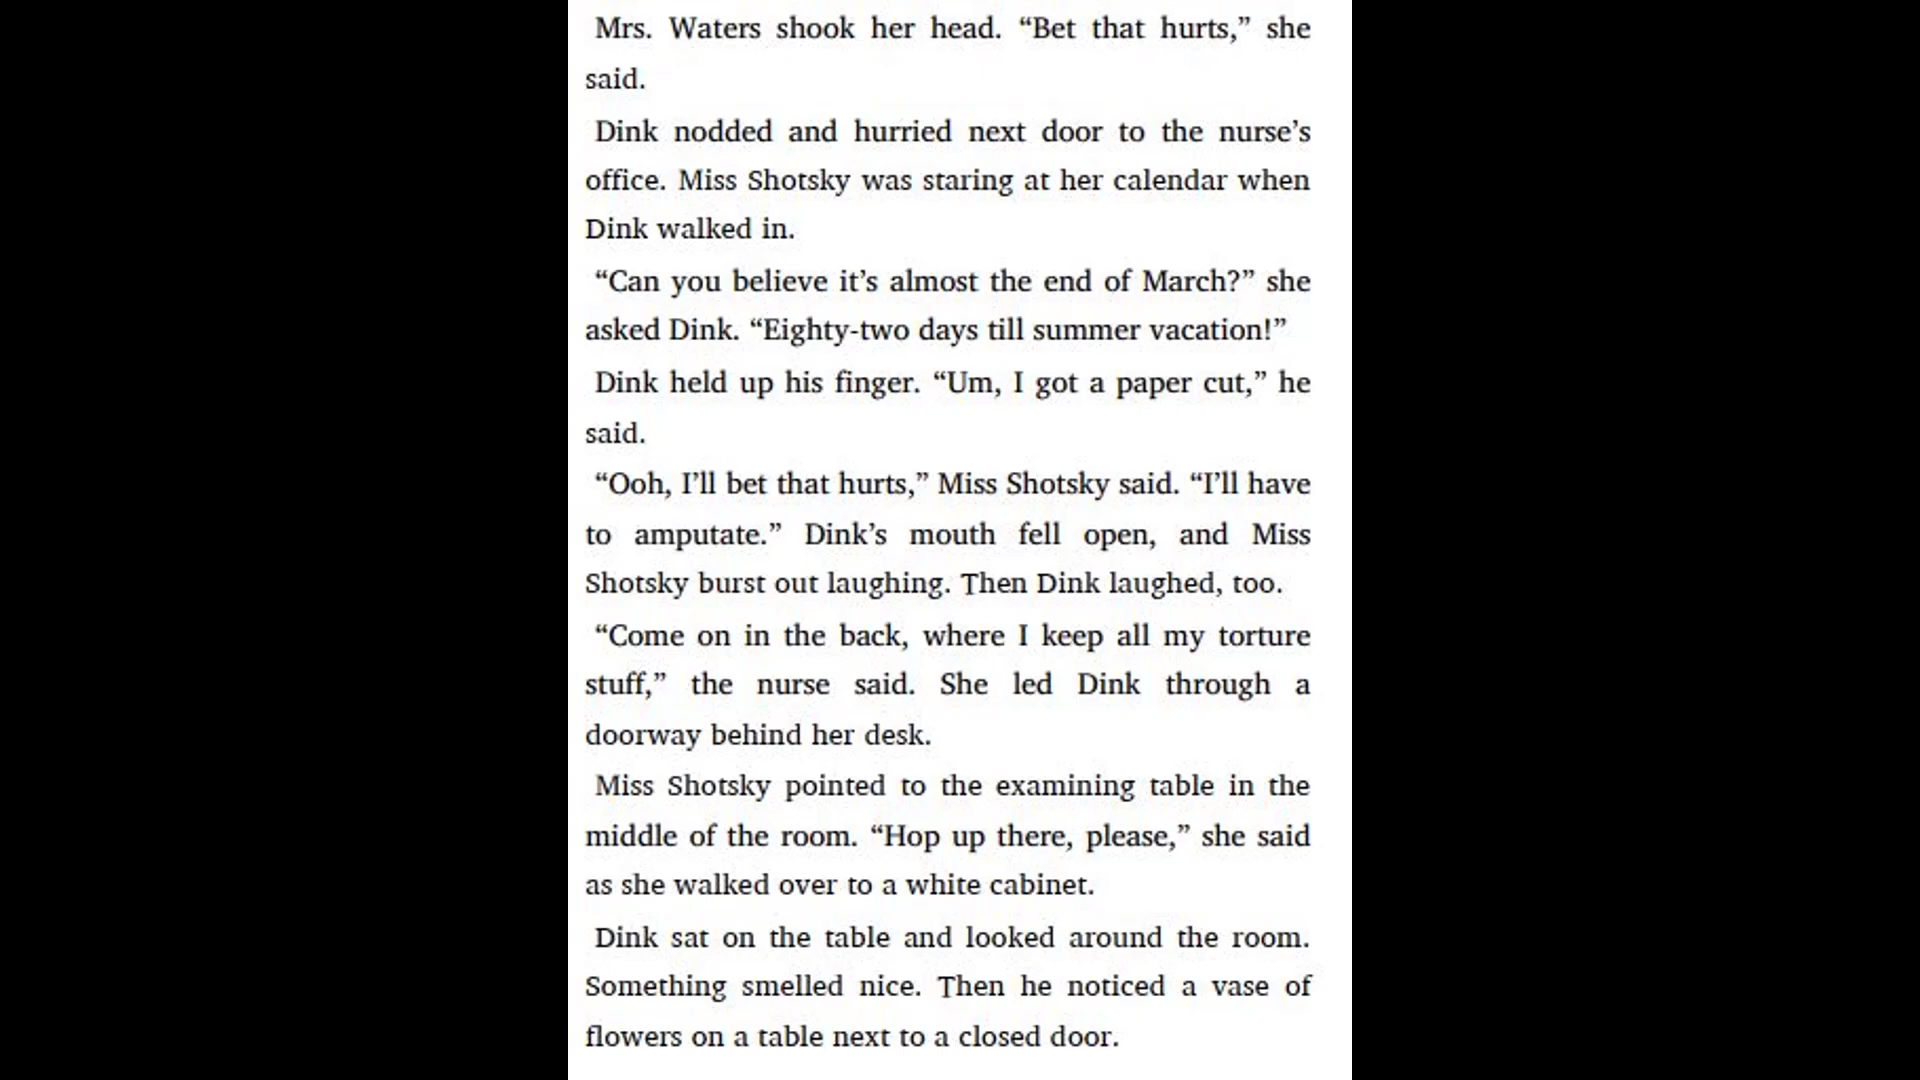 Mrs. Waters shook her head. “Bet that hurts,” she
said.
Dink nodded and hurried next door to the nurse’s
office. Miss Shotsky was staring at her calendar when
Dink walked in.
“Can you believe it’s almost the end of March?” she
asked Dink. “Eighty-two days till summer vacation!”
Dink held up his finger. “Um, I got a paper cut,” he
said.
“Ooh, I’ll bet that hurts,” Miss Shotsky said. “I’ll have
to amputate.” Dink’s mouth fell open, and Miss
Shotsky burst out laughing. Then Dink laughed, too.
“Come on in the back, where I keep all my torture
stuff,” the nurse said. She led Dink through a
doorway behind her desk.
Miss Shotsky pointed to the examining table in the
middle of the room. “Hop up there, please,” she said
as she walked over to a white cabinet.
Dink sat on the table and looked around the room.
Something smelled nice. Then he noticed a vase of
flowers on a table next to a closed door.